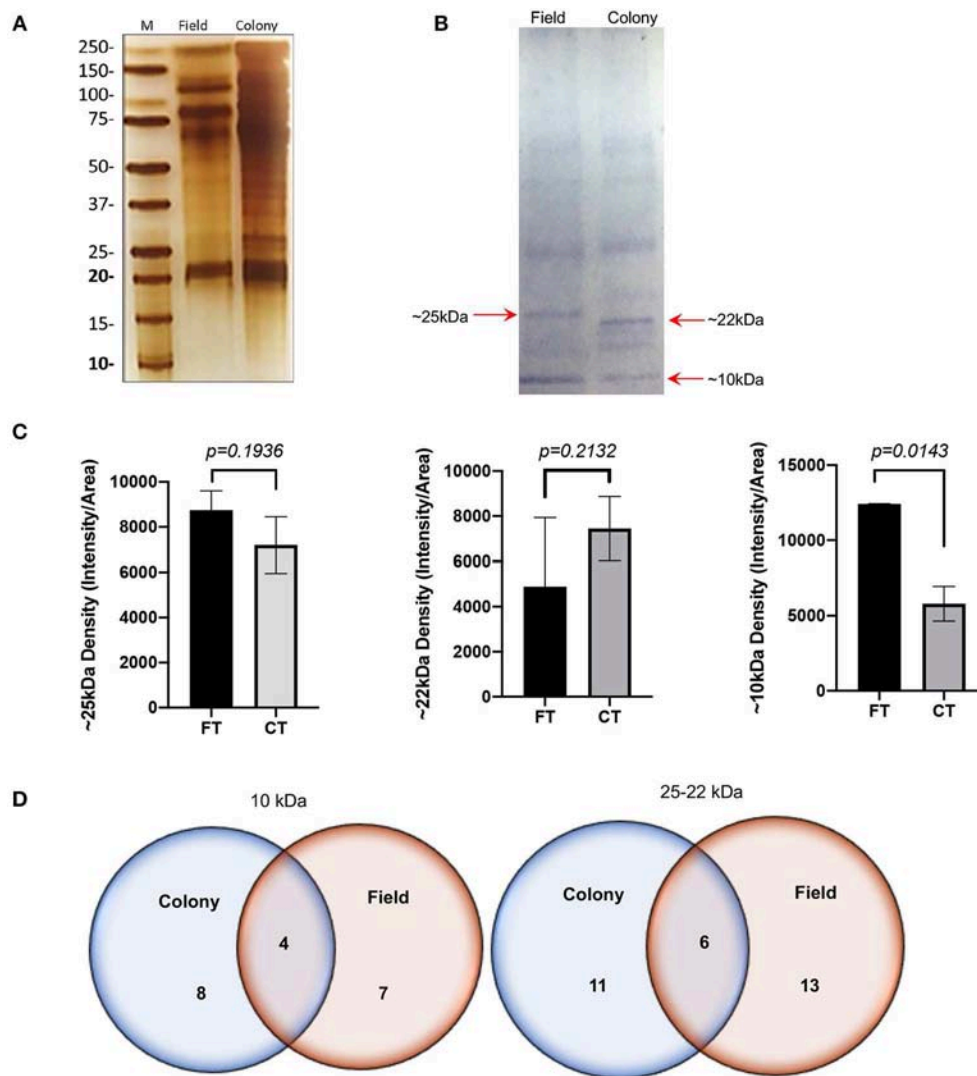 A
M Field Colony
250-
150-
100-
75-
50-
37-
25-
20-
15-
10-
B
Field Colony
~25kDa
~22kDa
~10kDa
C
p=0.1936
~25kDa Density (Intensity/Area)
10000
8000
6000
4000
2000
0
FT CT
p=0.2132
~22kDa Density (Intensity/Area)
10000
8000
6000
4000
2000
0
FT CT
p=0.0143
~10kDa Density (Intensity/Area)
15000
10000
5000
0
FT CT
D
10 kDa
Colony
Field
4
8
7
25-22 kDa
Colony
Field
6
11
13